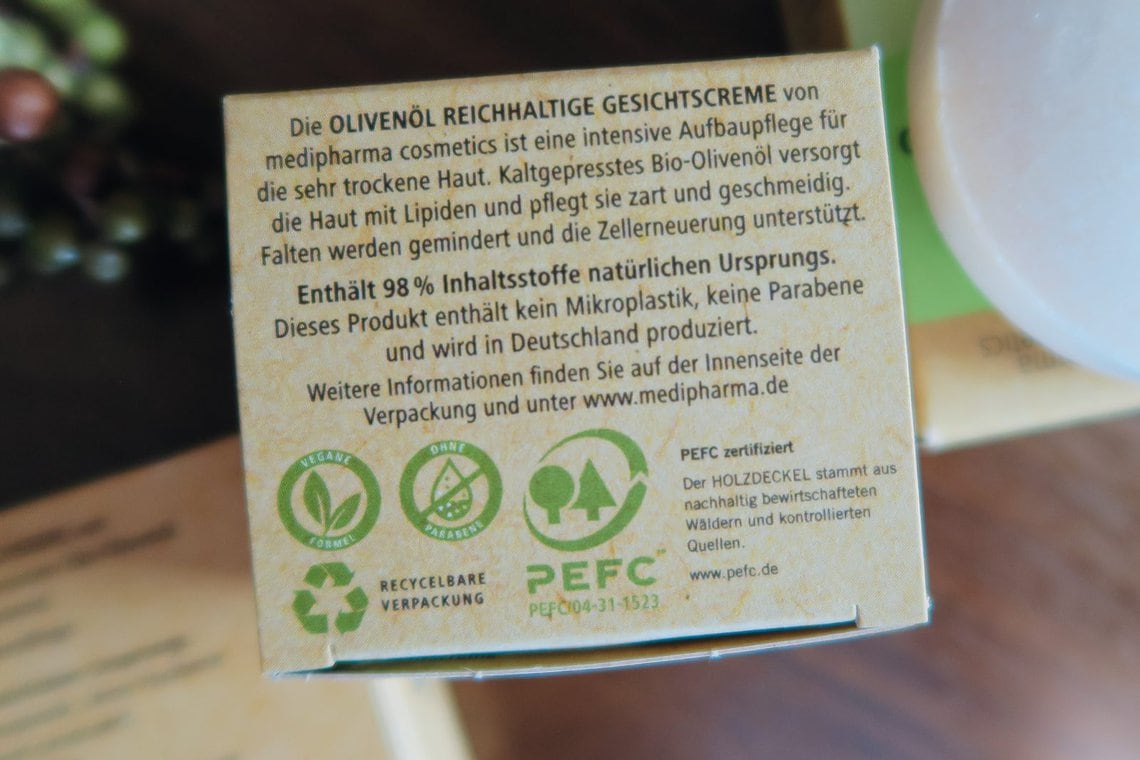 Die OLIVENÖL REICHHALTIGE GESICHTSCREME von
medipharma cosmetics ist eine intensive Aufbaupflege für
die sehr trockene Haut. Kaltgepresstes Bio-Olivenöl versorgt
die Haut mit Lipiden und pflegt sie zart und geschmeidig.
Falten werden gemindert und die Zellerneuerung unterstützt.
Enthält 98 % Inhaltsstoffe natürlichen Ursprungs.
Dieses Produkt enthält kein Mikroplastik, keine Parabene
und wird in Deutschland produziert.
Weitere Informationen finden Sie auf der Innenseite der
Verpackung und unter www.medipharma.de
VEGANE
FORMEL
OHNE
PARABENE
RECYCELBARE
VERPACKUNG
PEFC™
PEFC/04-31-1523
PEFC zertifiziert
Der HOLZDECKEL stammt aus
nachhaltig bewirtschafteten
Wäldern und kontrollierten
Quellen.
www.pefc.de